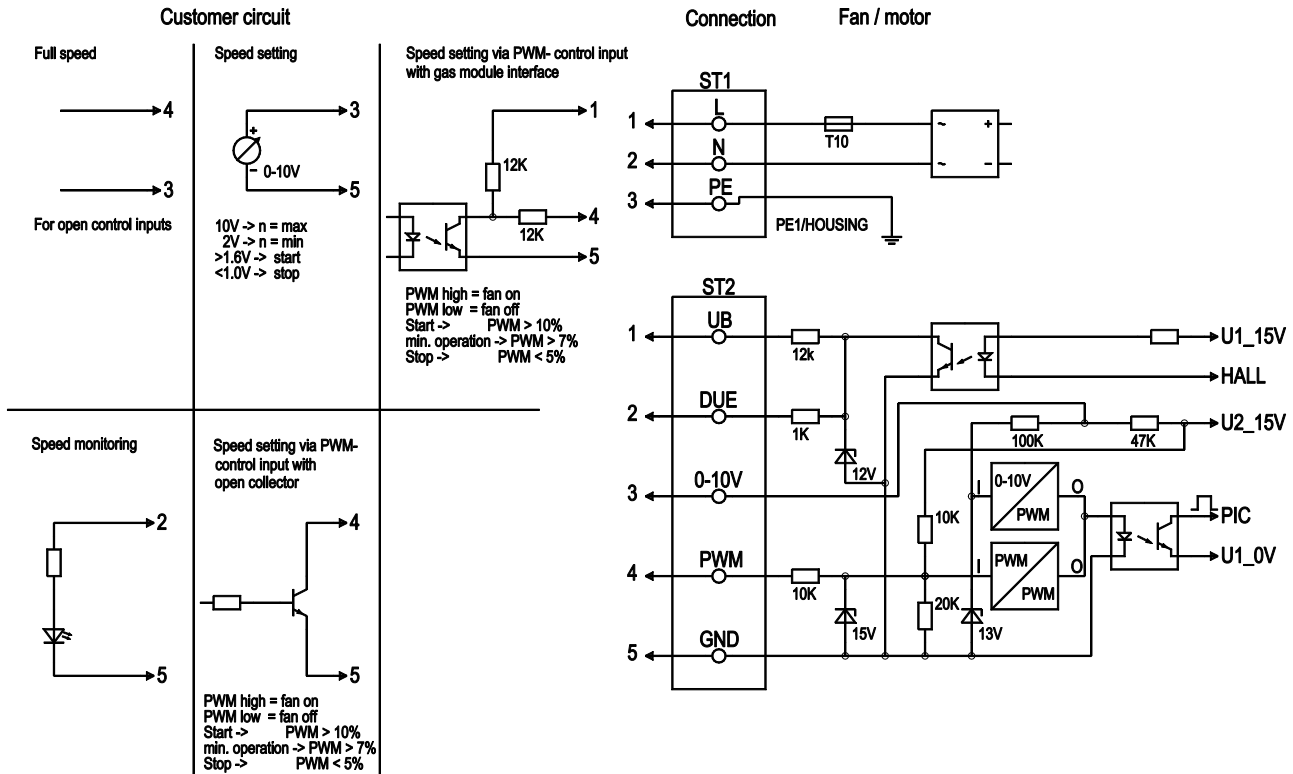 Customer circuit
Connection
Fan / motor
Full speed
4
3
For open control inputs
Speed setting
3
+
−
0-10V
5
10V -> n = max
2V -> n = min
>1.6V -> start
<1.0V -> stop
Speed setting via PWM- control input
with gas module interface
1
12K
4
12K
5
PWM high = fan on
PWM low = fan off
Start -> PWM > 10%
min. operation -> PWM > 7%
Stop -> PWM < 5%
Speed monitoring
2
5
Speed setting via PWM-
control input with
open collector
4
5
PWM high = fan on
PWM low = fan off
Start -> PWM > 10%
min. operation -> PWM > 7%
Stop -> PWM < 5%
ST1
1
L
T10
~
+
2
N
~
−
3
PE
PE1/HOUSING
ST2
1
UB
12k
U1_15V
HALL
2
DUE
1K
12V
100K
47K
U2_15V
3
0-10V
10K
I
0-10V
PWM
O
PIC
U1_0V
4
PWM
10K
15V
20K
I
PWM
PWM
O
13V
5
GND